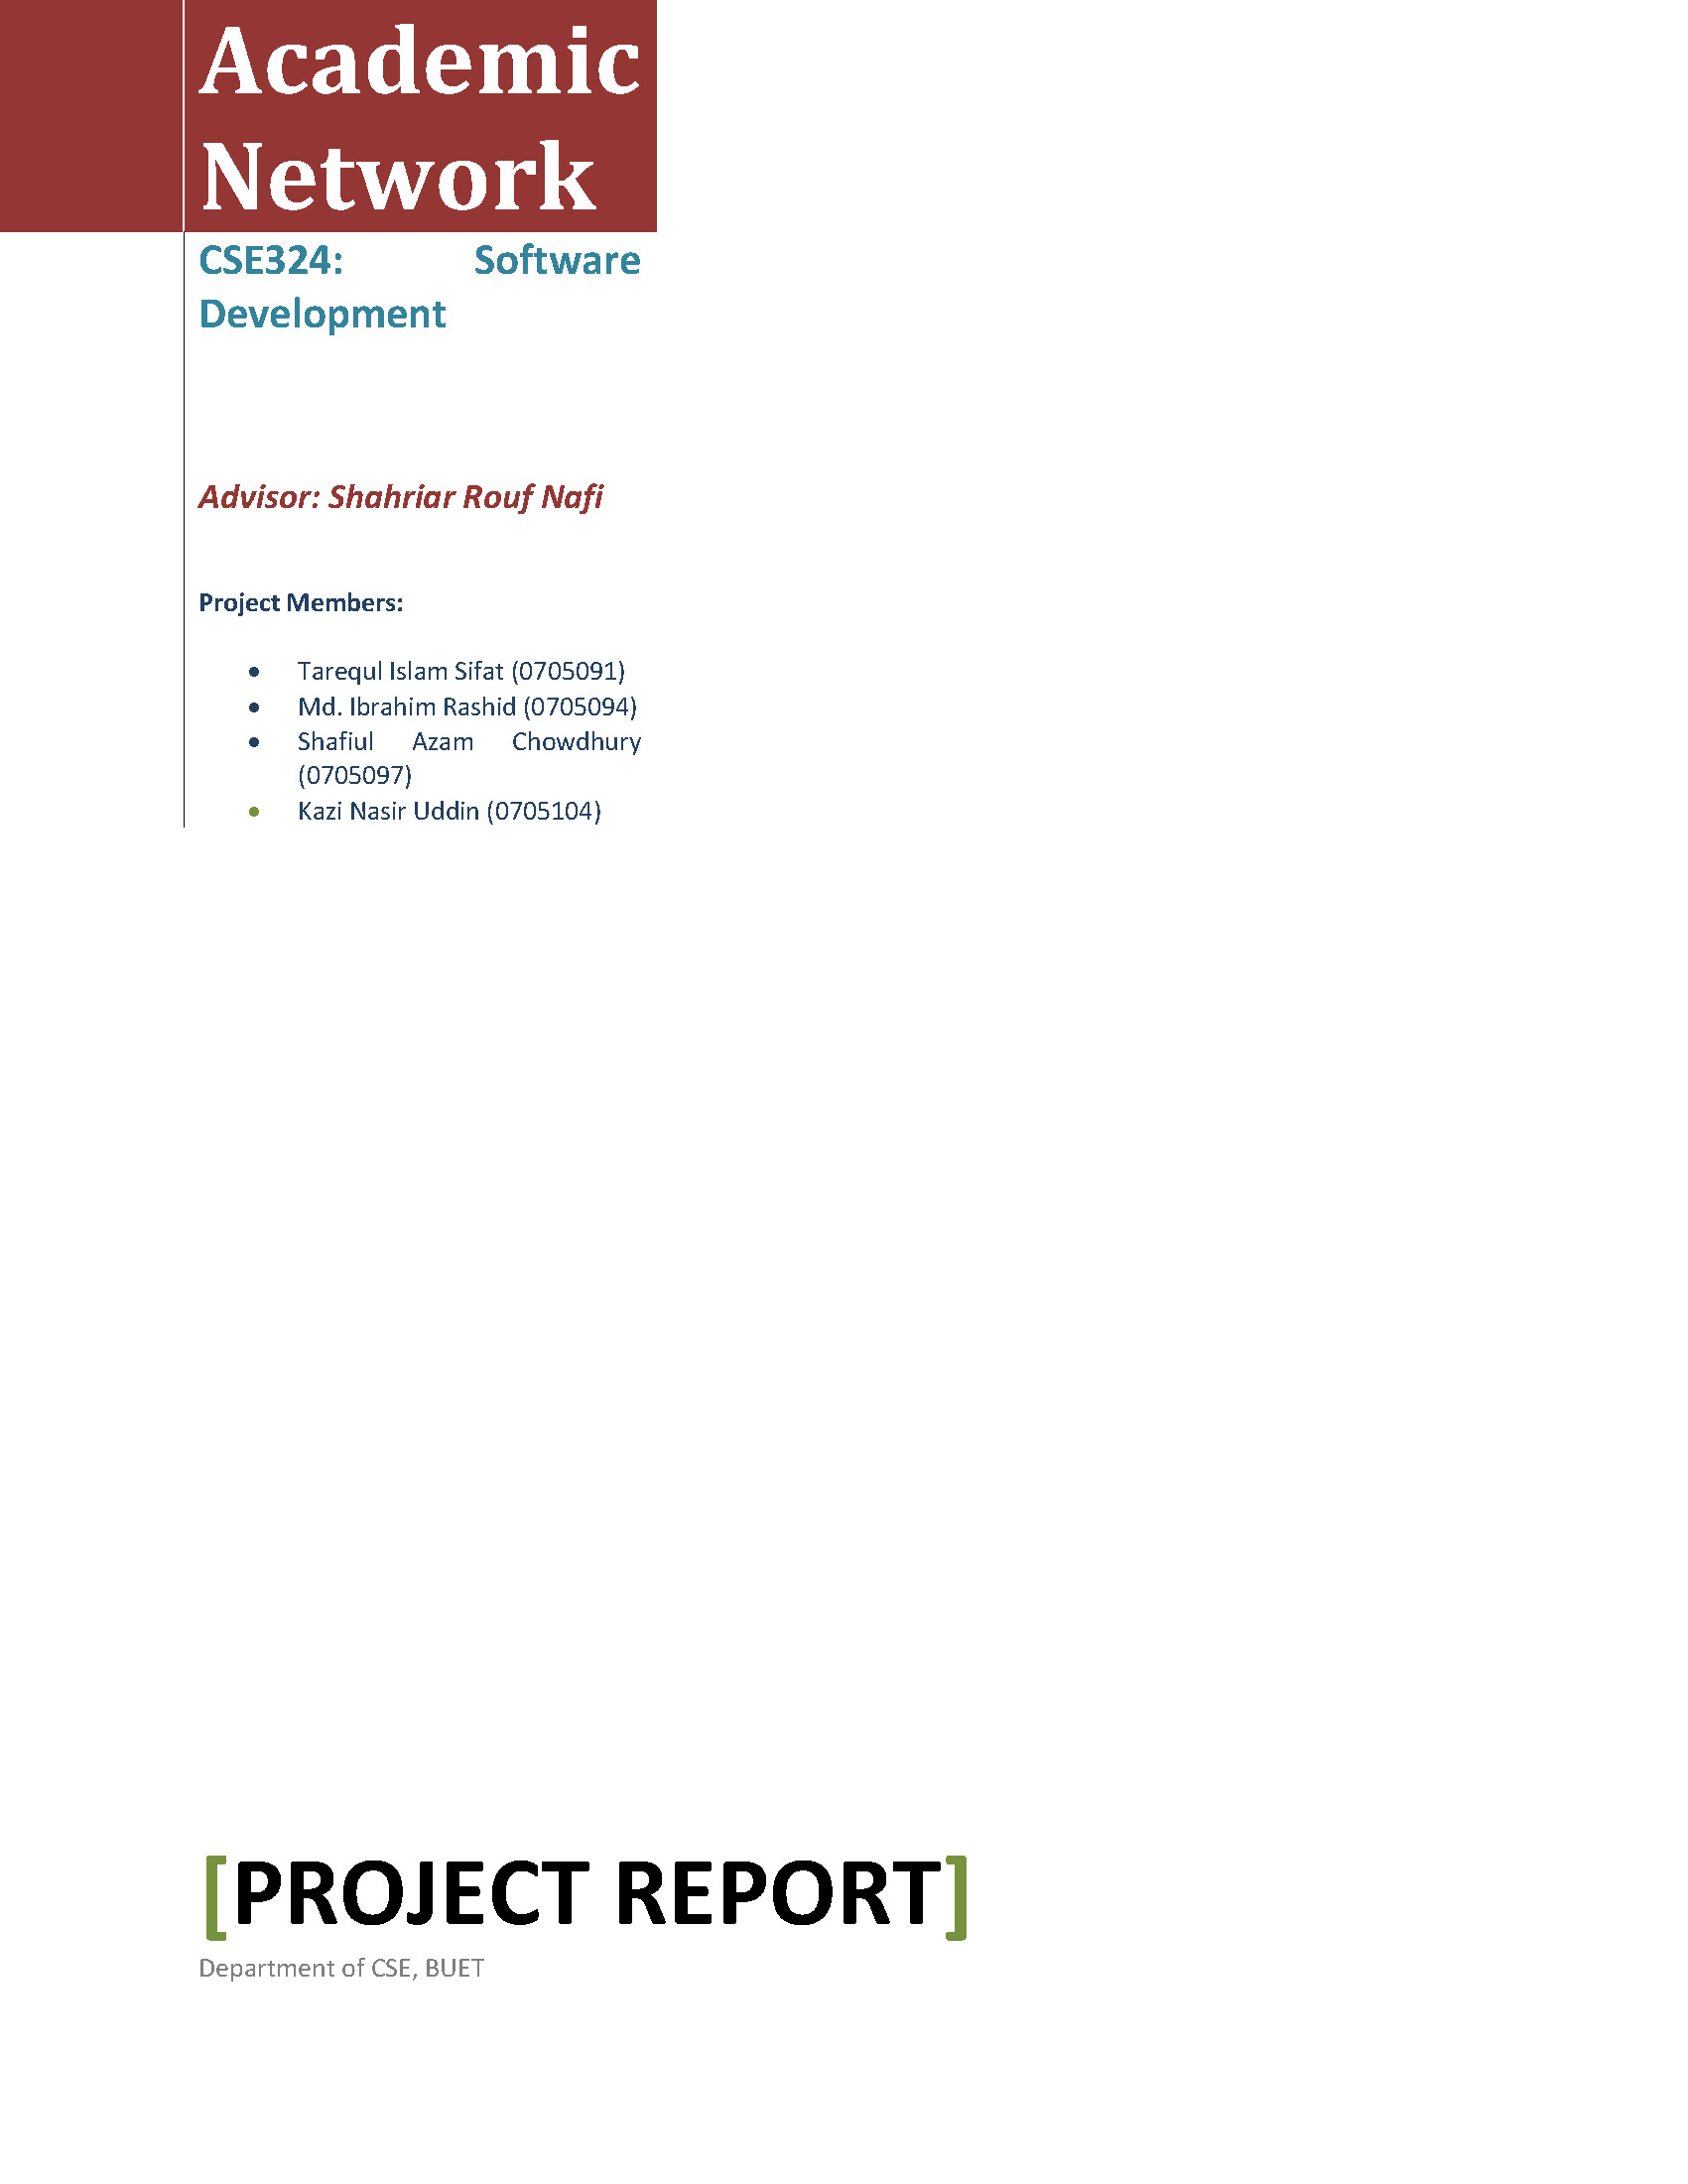 Academic
Network
CSE324: Software
Development
Advisor: Shahriar Rouf Nafi
Project Members:
• Tarequl Islam Sifat (0705091)
• Md. Ibrahim Rashid (0705094)
• Shafiul Azam Chowdhury
(0705097)
• Kazi Nasir Uddin (0705104)
[PROJECT REPORT]
Department of CSE, BUET